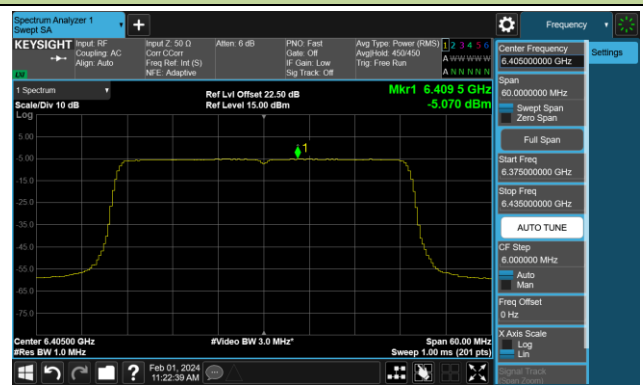 Spectrum Analyzer 1
Swept SA
Frequency
KEYSIGHT
Input: RF
Coupling: AC
Align: Auto
Input Z: 50 Ω
Corr CCorr
Freq Ref: Int (S)
NFE: Adaptive
Atten: 6 dB
PNO: Fast
Gate: Off
IF Gain: Low
Sig Track: Off
Avg Type: Power (RMS)
Avg|Hold: 450/450
Trig: Free Run
1 2 3 4 5 6
A W W W W W
A N N N N N
LW
1 Spectrum
Scale/Div 10 dB
Ref Lvl Offset 22.50 dB
Ref Level 15.00 dBm
Mkr1 6.409 5 GHz
-5.070 dBm
Log
5.00
-5.00
-15.0
-25.0
-35.0
-45.0
-55.0
-65.0
-75.0
1
Center 6.40500 GHz
#Res BW 1.0 MHz
#Video BW 3.0 MHz*
Span 60.00 MHz
Sweep 1.00 ms (201 pts)
Feb 01, 2024
11:22:39 AM
Center Frequency
6.405000000 GHz
Settings
Span
60.0000000 MHz
Swept Span
Zero Span
Full Span
Start Freq
6.375000000 GHz
Stop Freq
6.435000000 GHz
AUTO TUNE
CF Step
6.000000 MHz
Auto
Man
Freq Offset
0 Hz
X Axis Scale
Log
Lin
Signal Track
(Span Zoom)